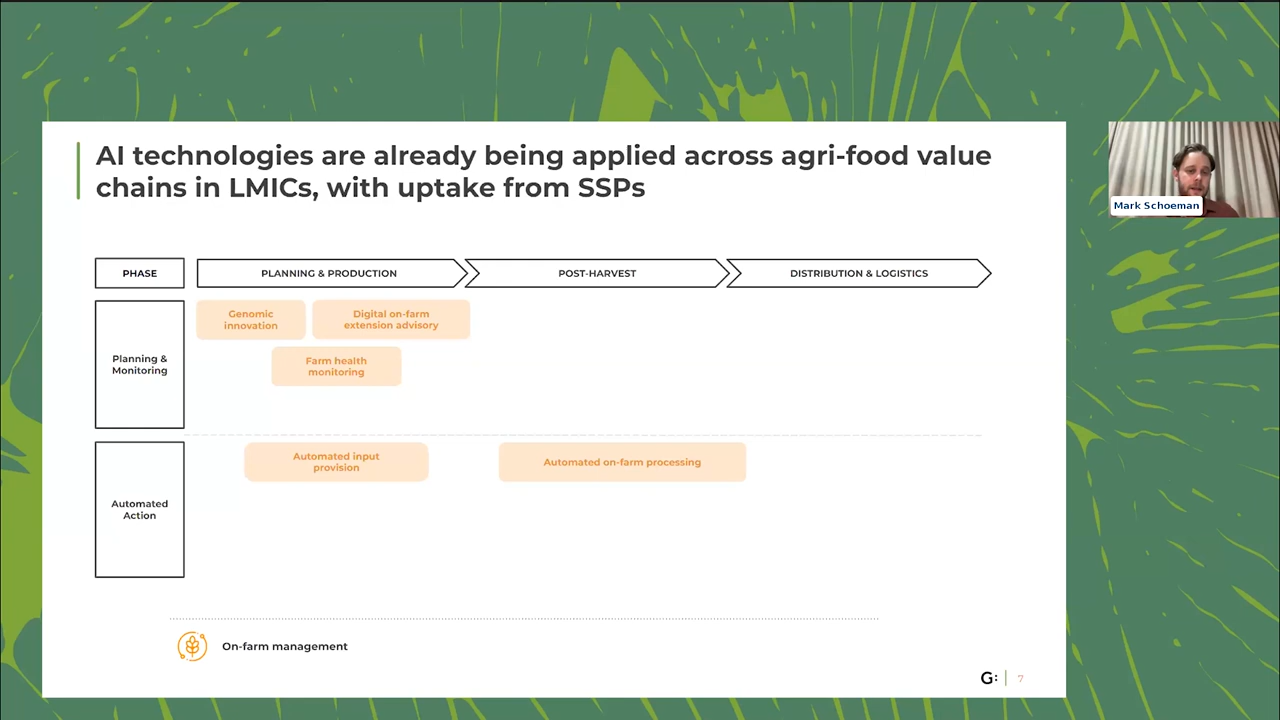 AI technologies are already being applied across agri-food value
chains in LMICs, with uptake from SSPs
Mark Schoeman
PHASE
PLANNING & PRODUCTION
POST-HARVEST
DISTRIBUTION & LOGISTICS
Planning &
Monitoring
Genomic
innovation
Digital on-farm
extension advisory
Farm health
monitoring
Automated
Action
Automated input
provision
Automated on-farm processing
On-farm management
G:
7